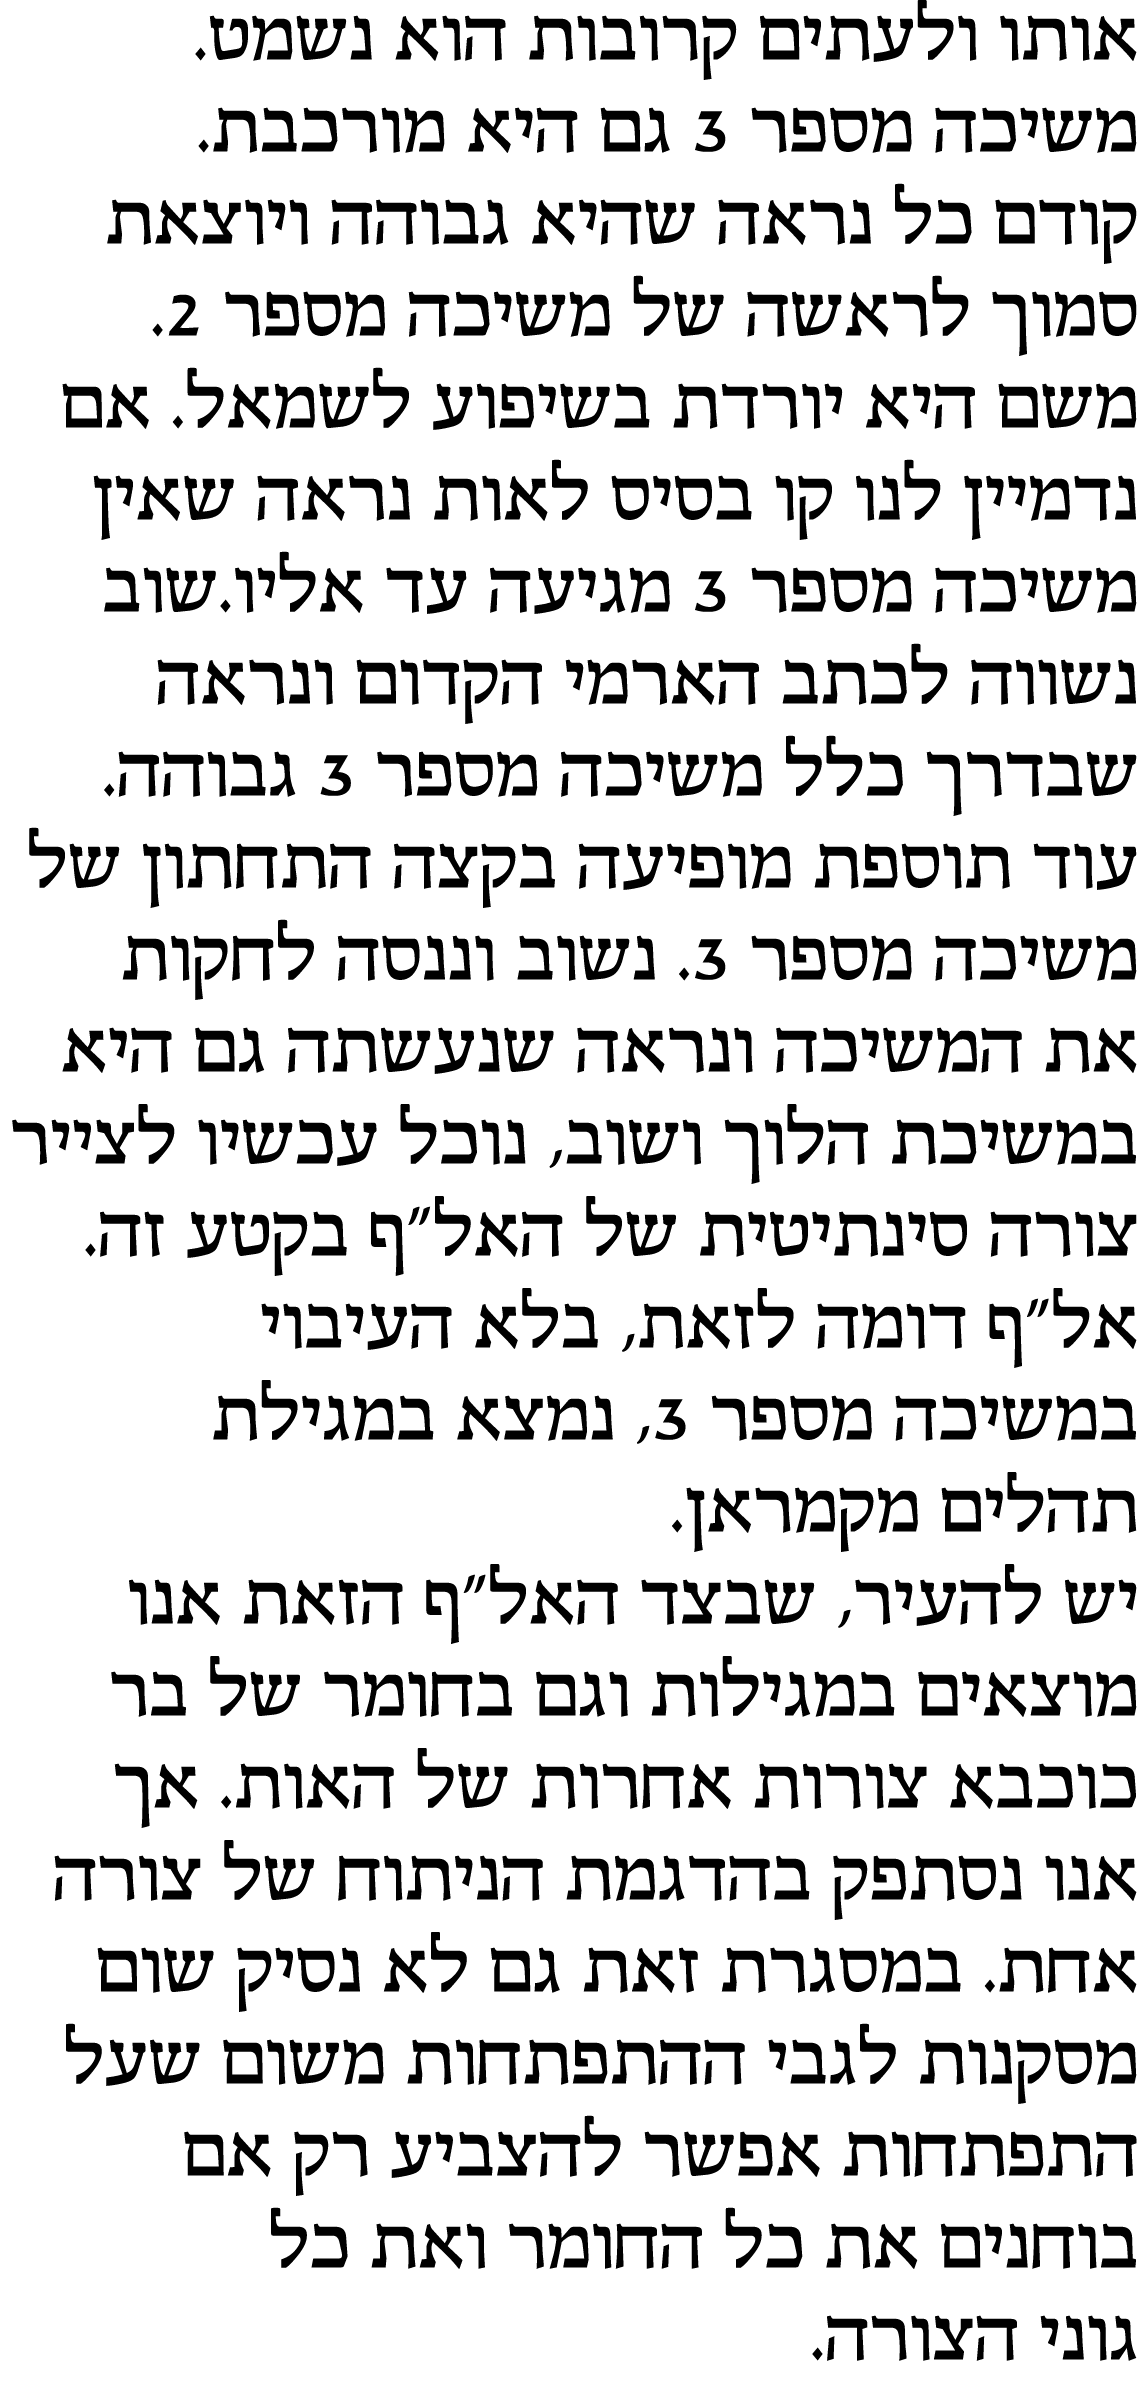 אותו ולעתים קרובות הוא נשמט.
משיכה מספר 3 גם היא מורכבת.
קודם כל נראה שהיא גבוהה ויוצאת
סמוך לראשה של משיכה מספר 2.
משם היא יורדת בשיפוע לשמאל. אם
נדמיין לנו קו בסיס לאות נראה שאין
משיכה מספר 3 מגיעה עד אליו.שוב
נשווה לכתב הארמי הקדום ונראה
שבדרך כלל משיכה מספר 3 גבוהה.
עוד תוספת מופיעה בקצה התחתון של
משיכה מספר 3. נשוב וננסה לחקות
את המשיכה ונראה שנעשתה גם היא
במשיכת הלוך ושוב, נוכל עכשיו לצייר
צורה סינתיטית של האל״ף בקטע זה.
אל״ף דומה לזאת, בלא העיבוי
במשיכה מספר 3, נמצא במגילת
תהלים מקמראן.
יש להעיר, שבצד האל״ף הזאת אנו
מוצאים במגילות וגם בחומר של בר
כוכבא צורות אחרות של האות. אך
אנו נסתפק בהדגמת הניתוח של צורה
אחת. במסגרת זאת גם לא נסיק שום
מסקנות לגבי ההתפתחות משום שעל
התפתחות אפשר להצביע רק אם
בוחנים את כל החומר ואת כל
גוני הצורה.